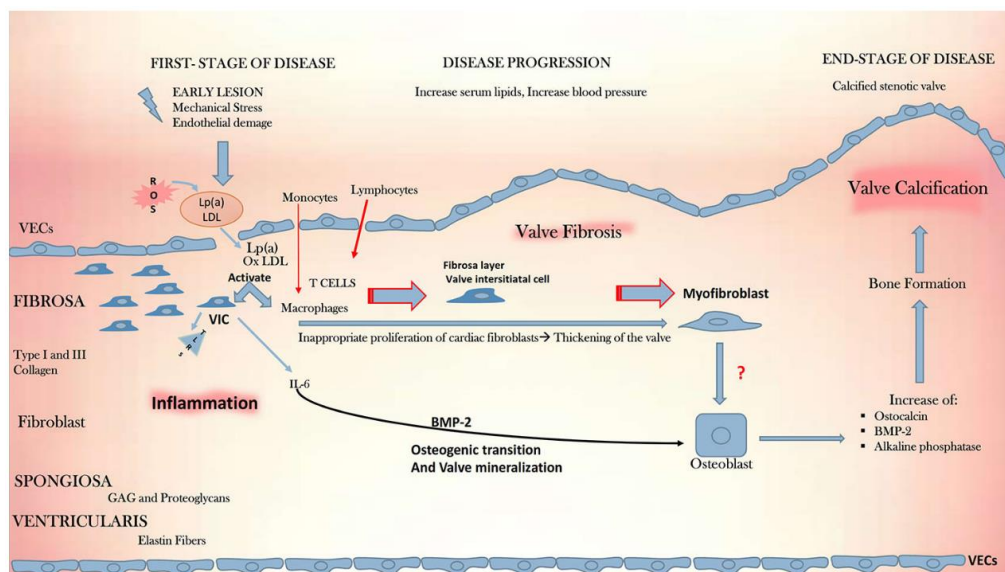 FIRST- STAGE OF DISEASE
EARLY LESION
Mechanical Stress
Endothelial demage
ROS
Lp(a)
LDL
VECs
Lp(a)
Ox LDL
Activate
Monocytes
Lymphocytes
T CELLS
Macrophages
FIBROSA
VIC
TLRs
Type I and III
Collagen
Inflammation
IL-6
Fibroblast
SPONGIOSA
GAG and Proteoglycans
VENTRICULARIS
Elastin Fibers
DISEASE PROGRESSION
Increase serum lipids, Increase blood pressure
Valve Fibrosis
Fibrosa layer
Valve intersitiatial cell
Myofibroblast
Inappropriate proliferation of cardiac fibroblasts→ Thickening of the valve
?
BMP-2
Osteogenic transition
And Valve mineralization
Osteoblast
END-STAGE OF DISEASE
Calcified stenotic valve
Valve Calcification
Bone Formation
Increase of:
▪ Ostocalcin
▪ BMP-2
▪ Alkaline phosphatase
VECs